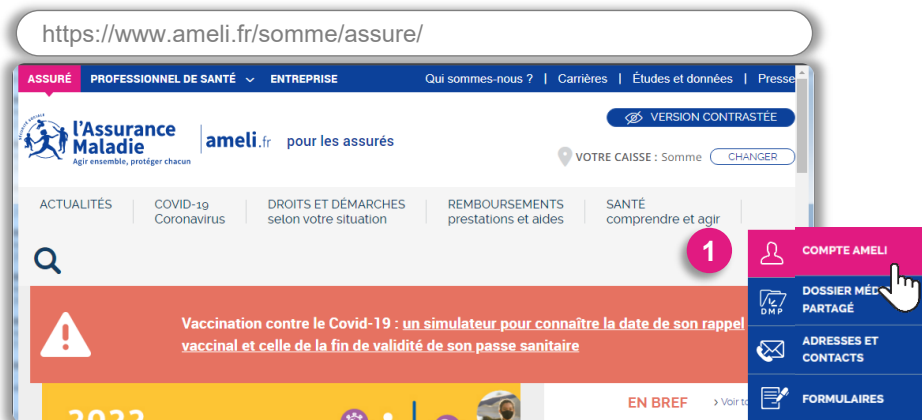 https://www.ameli.fr/somme/assure/
ASSURÉ PROFESSIONNEL DE SANTÉ ENTREPRISE Qui sommes-nous ? | Carrières | Études et données | Presse
VERSION CONTRASTÉE
SÉCURITÉ SOCIALE
l'Assurance
Maladie
Agir ensemble, protéger chacun
ameli.fr pour les assurés
VOTRE CAISSE : Somme CHANGER
ACTUALITÉS
COVID-19
Coronavirus
DROITS ET DÉMARCHES
selon votre situation
REMBOURSEMENTS
prestations et aides
SANTÉ
comprendre et agir
1
COMPTE AMELI
DMP
DOSSIER
PARTAGÉ
ADRESSES ET
CONTACTS
FORMULAIRES
Vaccination contre le Covid-19 : un simulateur pour connaître la date de son rappel
vaccinal et celle de la fin de validité de son passe sanitaire
EN BREF > Voir